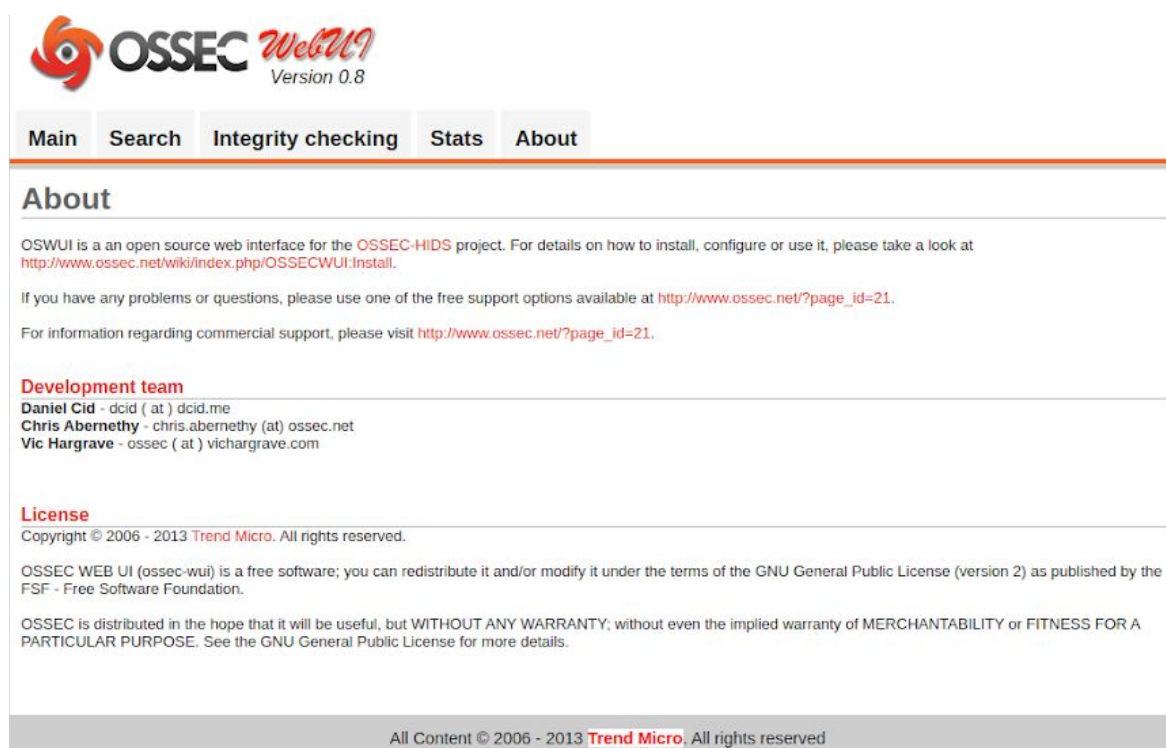 OSSEC WebUI
Version 0.8
Main Search Integrity checking Stats About
About
OSWUI is a an open source web interface for the OSSEC-HIDS project. For details on how to install, configure or use it, please take a look at
http://www.ossec.net/wiki/index.php/OSSECWUI:Install.
If you have any problems or questions, please use one of the free support options available at http://www.ossec.net/?page_id=21.
For information regarding commercial support, please visit http://www.ossec.net/?page_id=21.
Development team
Daniel Cid - dcid ( at ) dcid.me
Chris Abernethy - chris.abernethy (at) ossec.net
Vic Hargrave - ossec ( at ) vichargrave.com
License
Copyright © 2006 - 2013 Trend Micro. All rights reserved.
OSSEC WEB UI (ossec-wui) is a free software; you can redistribute it and/or modify it under the terms of the GNU General Public License (version 2) as published by the
FSF - Free Software Foundation.
OSSEC is distributed in the hope that it will be useful, but WITHOUT ANY WARRANTY; without even the implied warranty of MERCHANTABILITY or FITNESS FOR A
PARTICULAR PURPOSE. See the GNU General Public License for more details.
All Content © 2006 - 2013 Trend Micro. All rights reserved